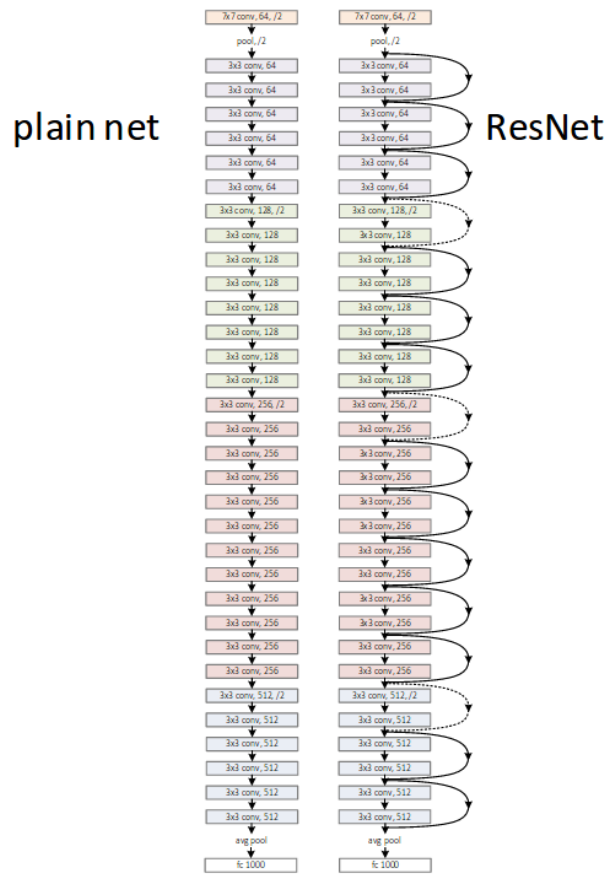 plain net
7x7 conv, 64, /2
pool, /2
3x3 conv, 64
3x3 conv, 64
3x3 conv, 64
3x3 conv, 64
3x3 conv, 64
3x3 conv, 64
3x3 conv, 128, /2
3x3 conv, 128
3x3 conv, 128
3x3 conv, 128
3x3 conv, 128
3x3 conv, 128
3x3 conv, 128
3x3 conv, 128
3x3 conv, 256, /2
3x3 conv, 256
3x3 conv, 256
3x3 conv, 256
3x3 conv, 256
3x3 conv, 256
3x3 conv, 256
3x3 conv, 256
3x3 conv, 256
3x3 conv, 256
3x3 conv, 256
3x3 conv, 256
3x3 conv, 512, /2
3x3 conv, 512
3x3 conv, 512
3x3 conv, 512
3x3 conv, 512
3x3 conv, 512
avg pool
fc 1000
ResNet
7x7 conv, 64, /2
pool, /2
3x3 conv, 64
3x3 conv, 64
3x3 conv, 64
3x3 conv, 64
3x3 conv, 64
3x3 conv, 64
3x3 conv, 128, /2
3x3 conv, 128
3x3 conv, 128
3x3 conv, 128
3x3 conv, 128
3x3 conv, 128
3x3 conv, 128
3x3 conv, 128
3x3 conv, 256, /2
3x3 conv, 256
3x3 conv, 256
3x3 conv, 256
3x3 conv, 256
3x3 conv, 256
3x3 conv, 256
3x3 conv, 256
3x3 conv, 256
3x3 conv, 256
3x3 conv, 256
3x3 conv, 256
3x3 conv, 512, /2
3x3 conv, 512
3x3 conv, 512
3x3 conv, 512
3x3 conv, 512
3x3 conv, 512
avg pool
fc 1000